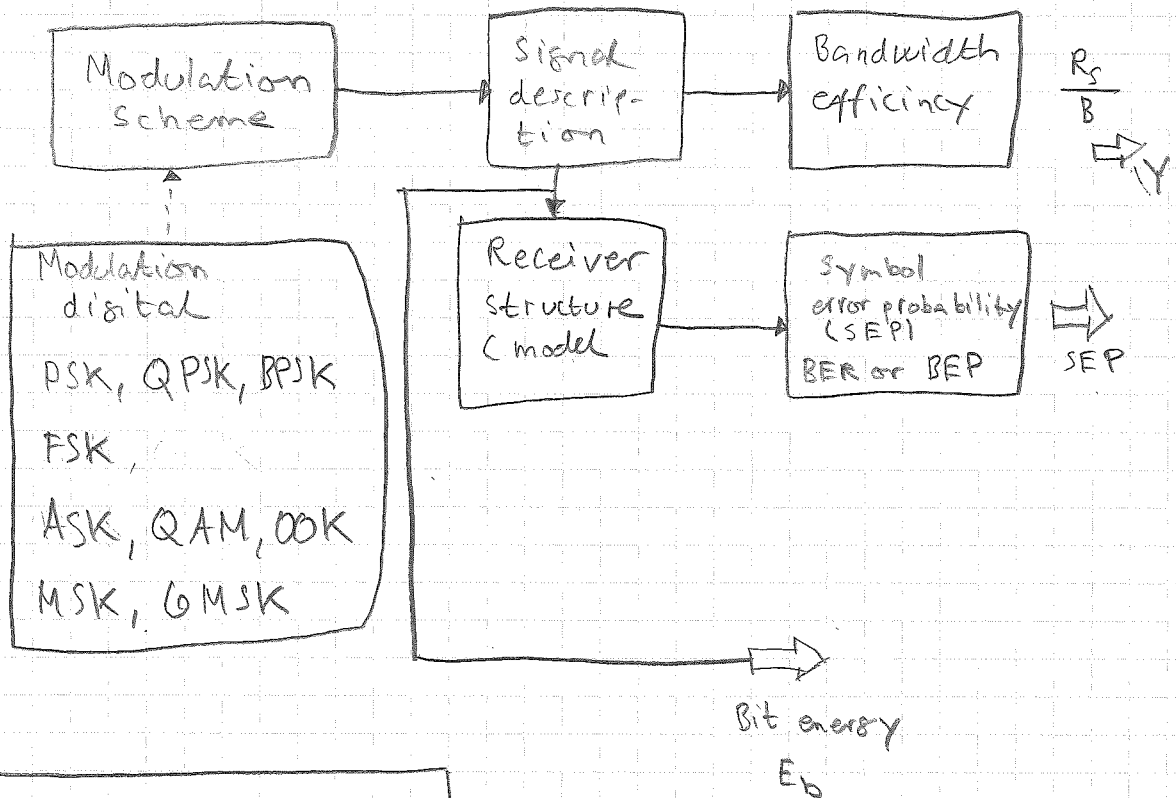 Modulation
scheme
Signal
descrip-
tion
Bandwidth
efficincy
Rs
B
Modulation
digital
PSK, QPSK, BPSK
FSK,
ASK, QAM, OOK
MSK, GMSK
Receiver
structure
(model
Symbol
error probability
(SEP)
BER or BEP
SEP
Bit energy
Eb